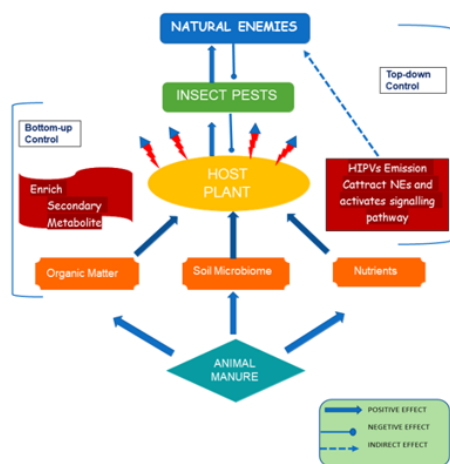 NATURAL ENEMIES
Top-down
Control
INSECT PESTS
Bottom-up
Control
HOST
PLANT
HIPVs Emission
Cattract NEs and
activates signalling
pathway
Enrich
Secondary
Metabolite
Organic Matter
Soil Microbiome
Nutrients
ANIMAL
MANURE
POSITIVE EFFECT
NEGETIVE EFFECT
INDIRECT EFFECT